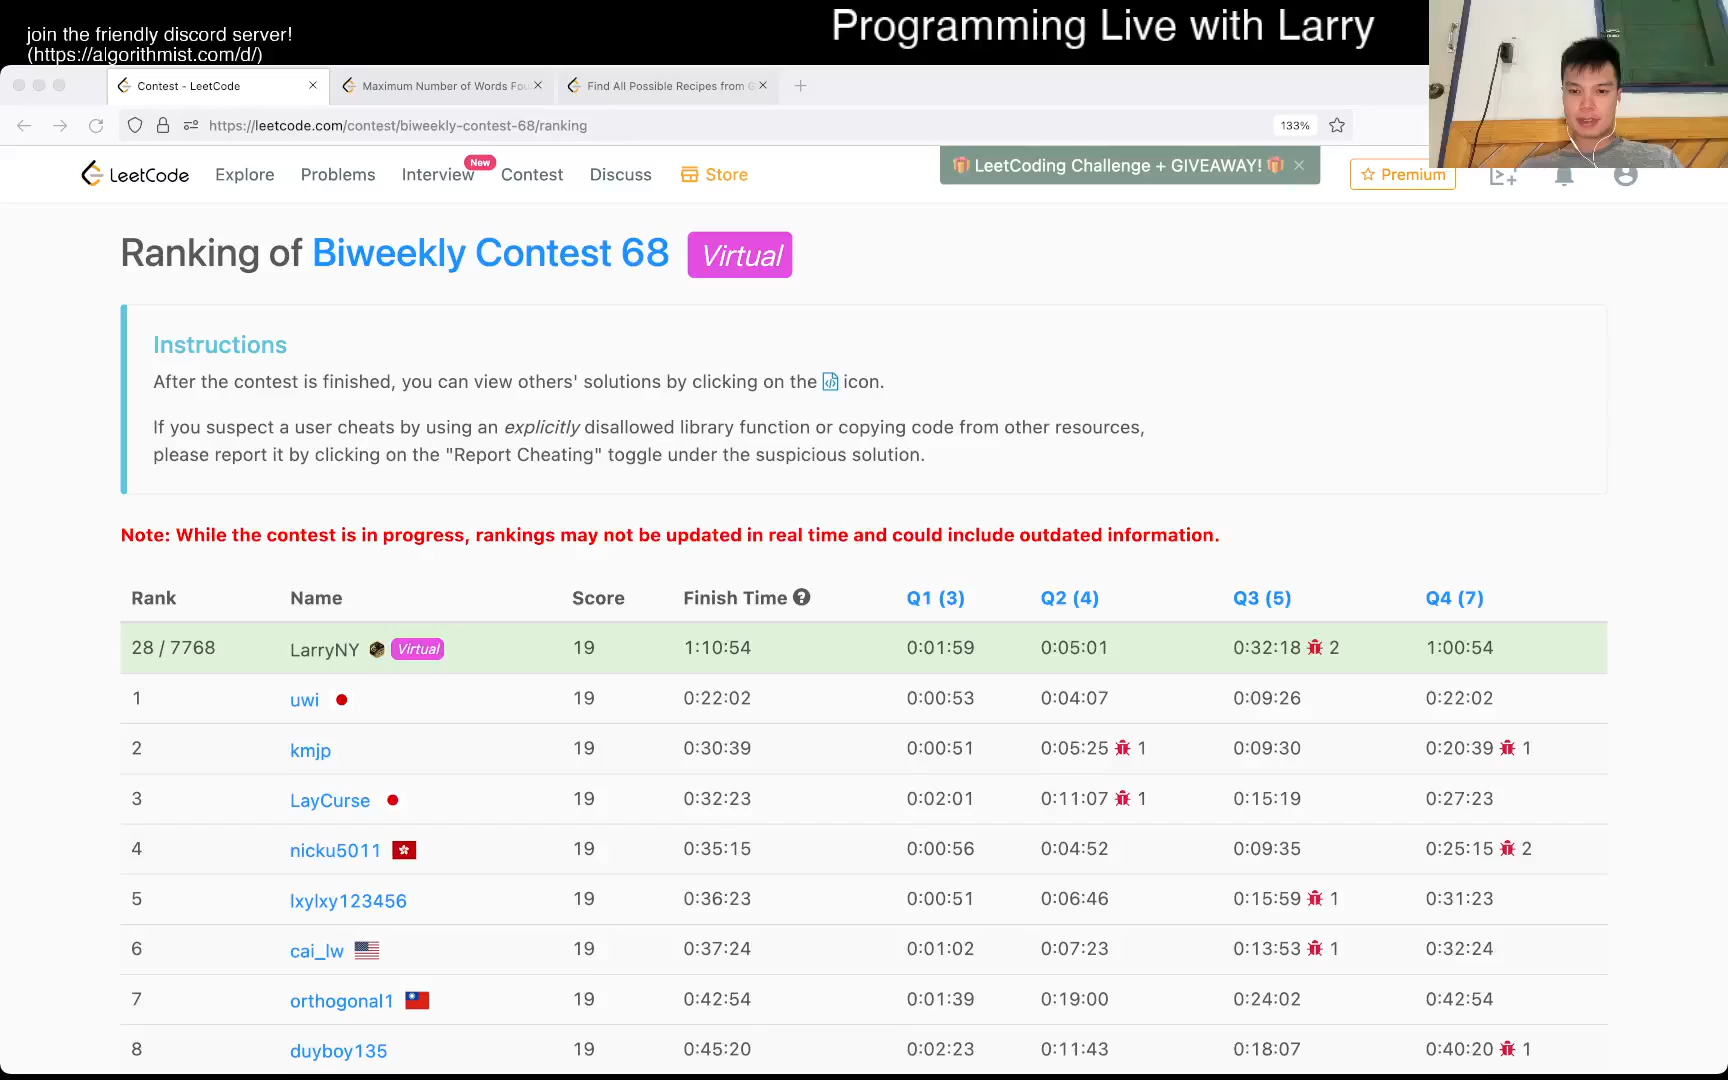 join the friendly discord server!
(https://algorithmist.com/d/)
Programming Live with Larry
Contest - LeetCode
Maximum Number of Words Fou
Find All Possible Recipes from G
https://leetcode.com/contest/biweekly-contest-68/ranking
133%
LeetCode
Explore
Problems
Interview
New
Contest
Discuss
Store
LeetCoding Challenge + GIVEAWAY!
Premium
Ranking of Biweekly Contest 68 Virtual
Instructions
After the contest is finished, you can view others' solutions by clicking on the icon.
If you suspect a user cheats by using an explicitly disallowed library function or copying code from other resources,
please report it by clicking on the "Report Cheating" toggle under the suspicious solution.
Note: While the contest is in progress, rankings may not be updated in real time and could include outdated information.
Rank Name Score Finish Time Q1 (3) Q2 (4) Q3 (5) Q4 (7)
28 / 7768 LarryNY Virtual 19 1:10:54 0:01:59 0:05:01 0:32:18 2 1:00:54
1 uwi 19 0:22:02 0:00:53 0:04:07 0:09:26 0:22:02
2 kmjp 19 0:30:39 0:00:51 0:05:25 1 0:09:30 0:20:39 1
3 LayCurse 19 0:32:23 0:02:01 0:11:07 1 0:15:19 0:27:23
4 nicku5011 19 0:35:15 0:00:56 0:04:52 0:09:35 0:25:15 2
5 lxylxy123456 19 0:36:23 0:00:51 0:06:46 0:15:59 1 0:31:23
6 cai_lw 19 0:37:24 0:01:02 0:07:23 0:13:53 1 0:32:24
7 orthogonal1 19 0:42:54 0:01:39 0:19:00 0:24:02 0:42:54
8 duyboy135 19 0:45:20 0:02:23 0:11:43 0:18:07 0:40:20 1